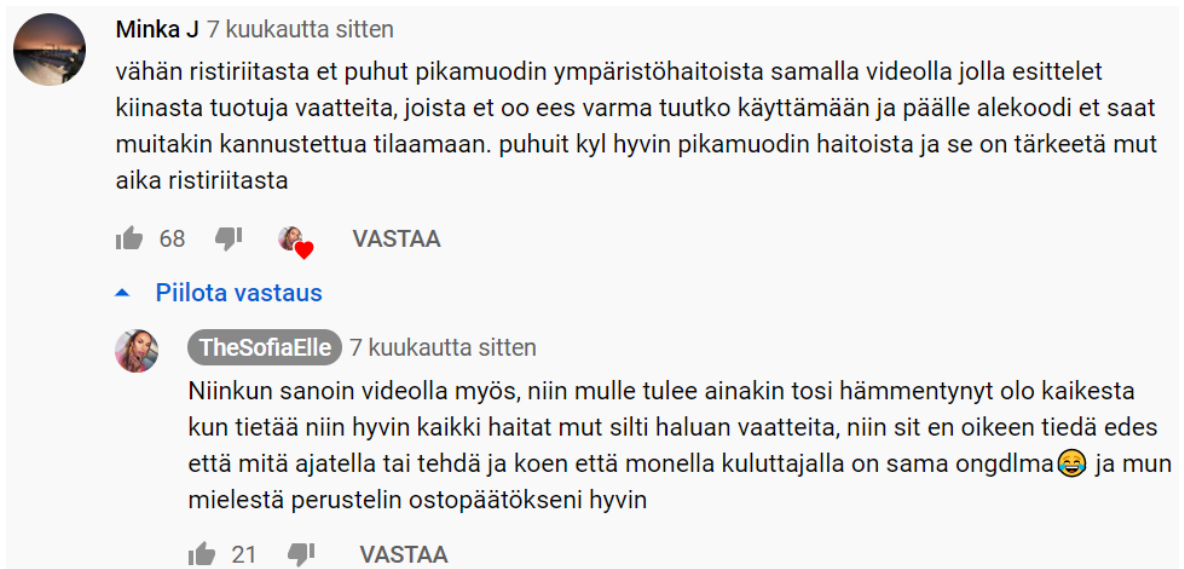 Minka J 7 kuukautta sitten
vähän ristiriitasta et puhut pikamuodin ympäristöhaitoista samalla videolla jolla esittelet
kiinasta tuotuja vaatteita, joista et oo ees varma tuutko käyttämään ja päälle alekoodi et saat
muitakin kannustettua tilaamaan. puhuit kyl hyvin pikamuodin haitoista ja se on tärkeetä mut
aika ristiriitasta
68 VASTAA
Piilota vastaus
TheSofiaElle 7 kuukautta sitten
Niinkun sanoin videolla myös, niin mulle tulee ainakin tosi hämmentynyt olo kaikesta
kun tietää niin hyvin kaikki haitat mut silti haluan vaatteita, niin sit en oikeen tiedä edes
että mitä ajatella tai tehdä ja koen että monella kuluttajalla on sama ongdlma😂 ja mun
mielestä perustelin ostopäätökseni hyvin
21 VASTAA